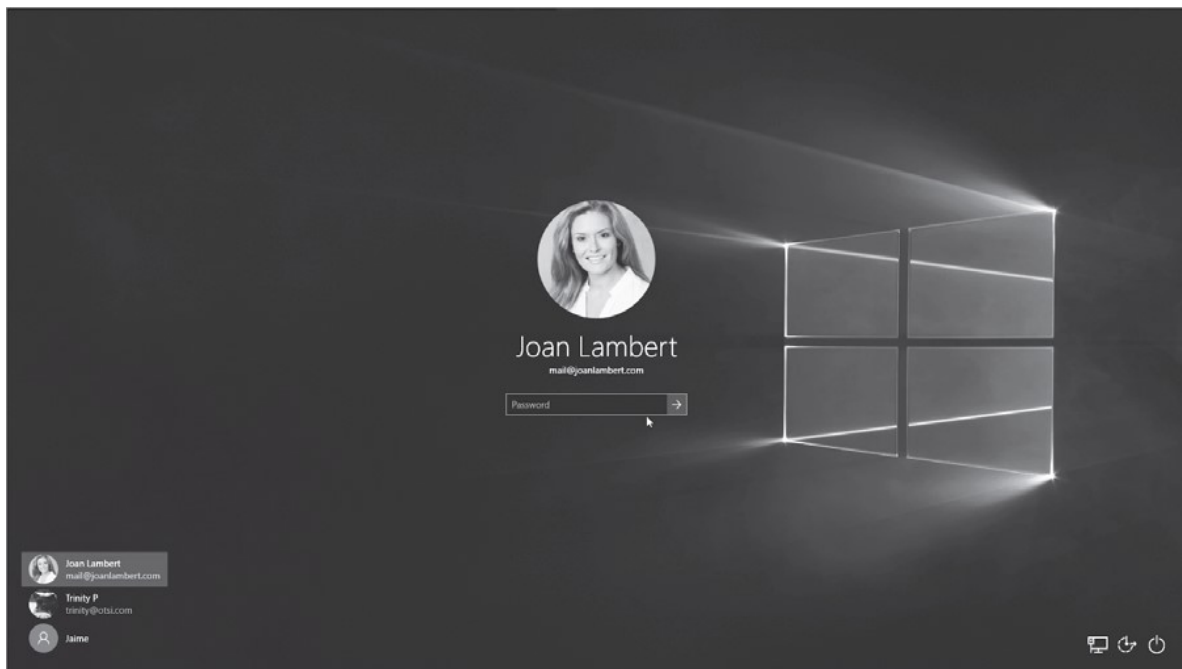 Joan Lambert
mail@joanlambert.com
Password
Joan Lambert
mail@joanlambert.com
Trinity P
trinity@otsi.com
Jaime